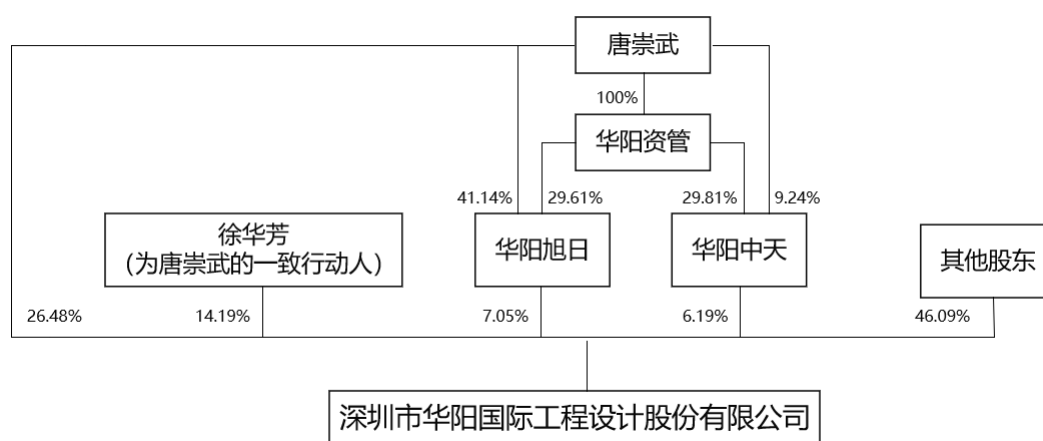 唐崇武
100%
华阳资管
41.14%
29.61%
29.81%
9.24%
徐华芳
（为唐崇武的一致行动人）
华阳旭日
华阳中天
其他股东
26.48%
14.19%
7.05%
6.19%
46.09%
深圳市华阳国际工程设计股份有限公司